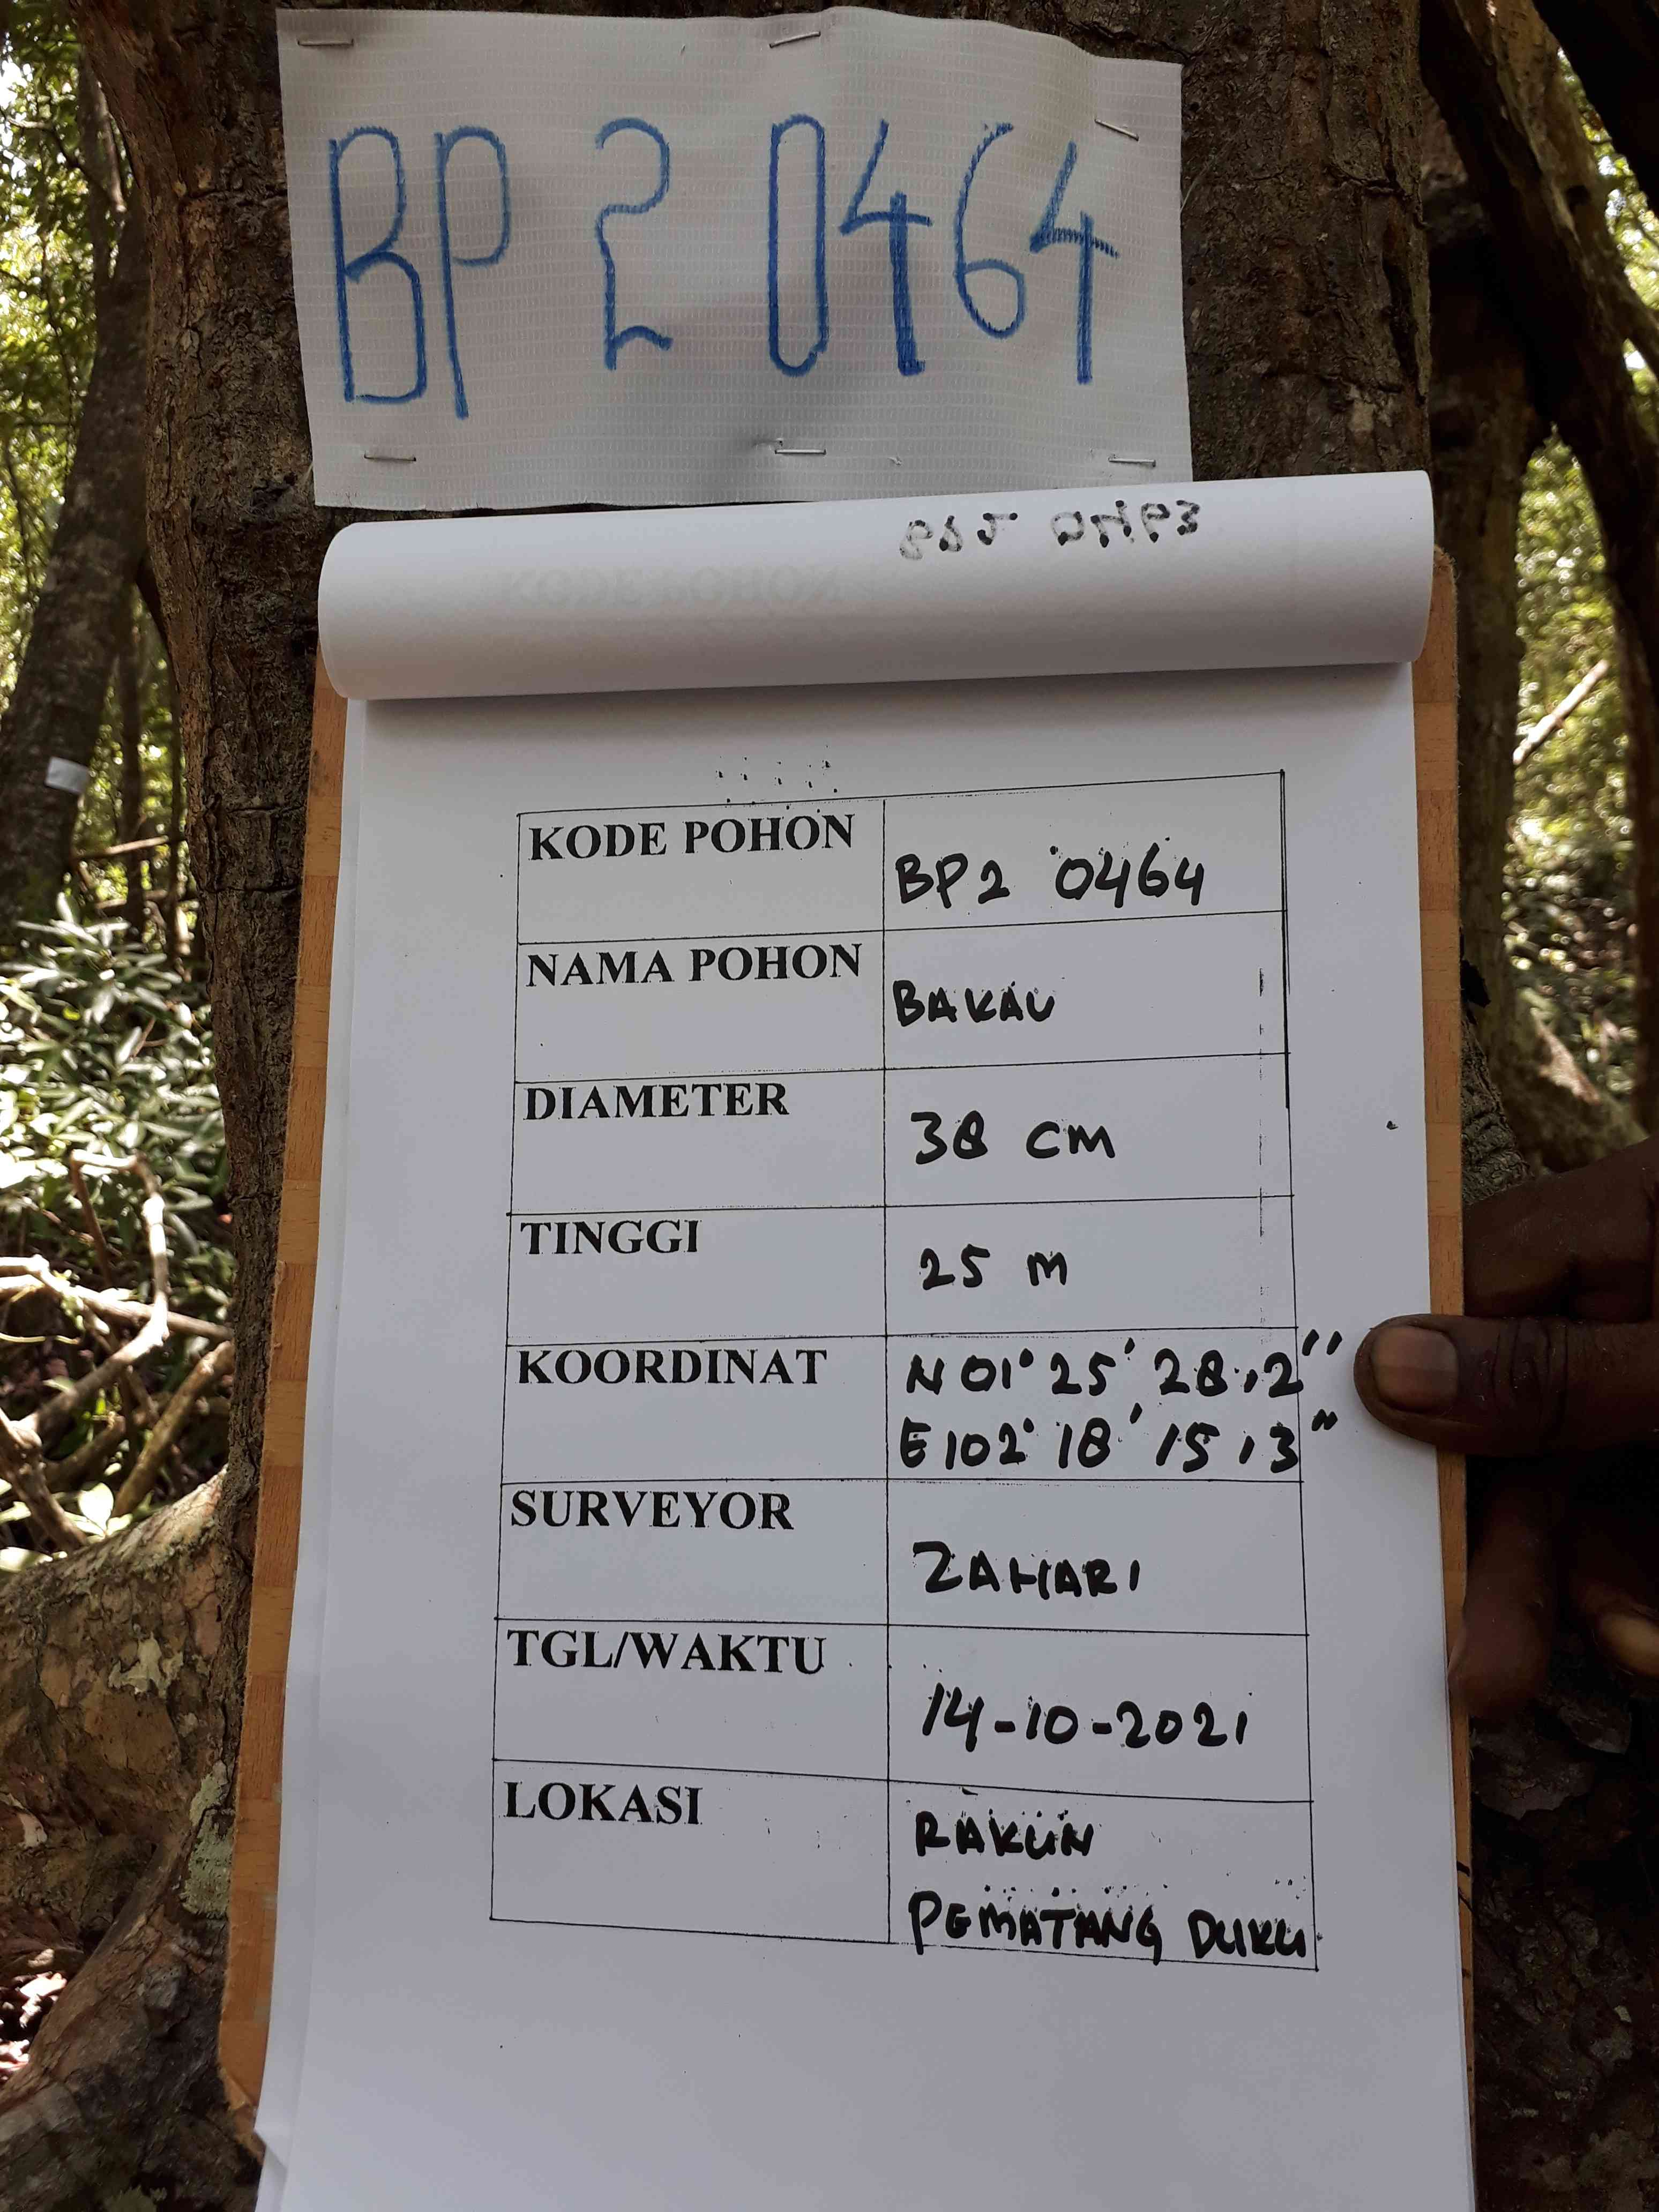 BP 2 0464
KODE POHON
BP2 0464
NAMA POHON
BAKAU
DIAMETER
38 cm
TINGGI
25 m
KOORDINAT
N 01° 25' 28,2''
E 102° 18' 15,3"
SURVEYOR
ZAHARI
TGL/WAKTU
14-10-2021
LOKASI
RAKUN
PEMATANG DUKU